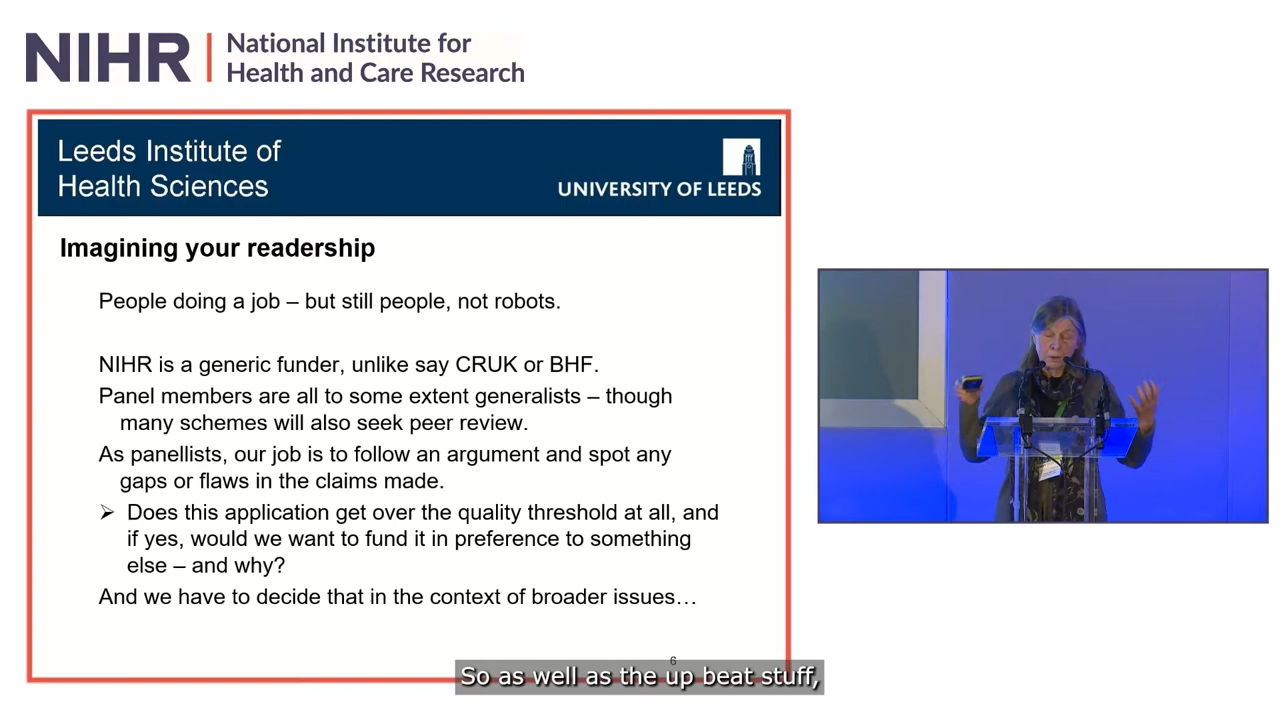 NIHR
National Institute for
Health and Care Research
Leeds Institute of
Health Sciences
UNIVERSITY OF LEEDS
Imagining your readership
People doing a job – but still people, not robots.
NIHR is a generic funder, unlike say CRUK or BHF.
Panel members are all to some extent generalists – though
many schemes will also seek peer review.
As panellists, our job is to follow an argument and spot any
gaps or flaws in the claims made.
➢ Does this application get over the quality threshold at all, and
if yes, would we want to fund it in preference to something
else – and why?
And we have to decide that in the context of broader issues…
6
So as well as the up beat stuff,